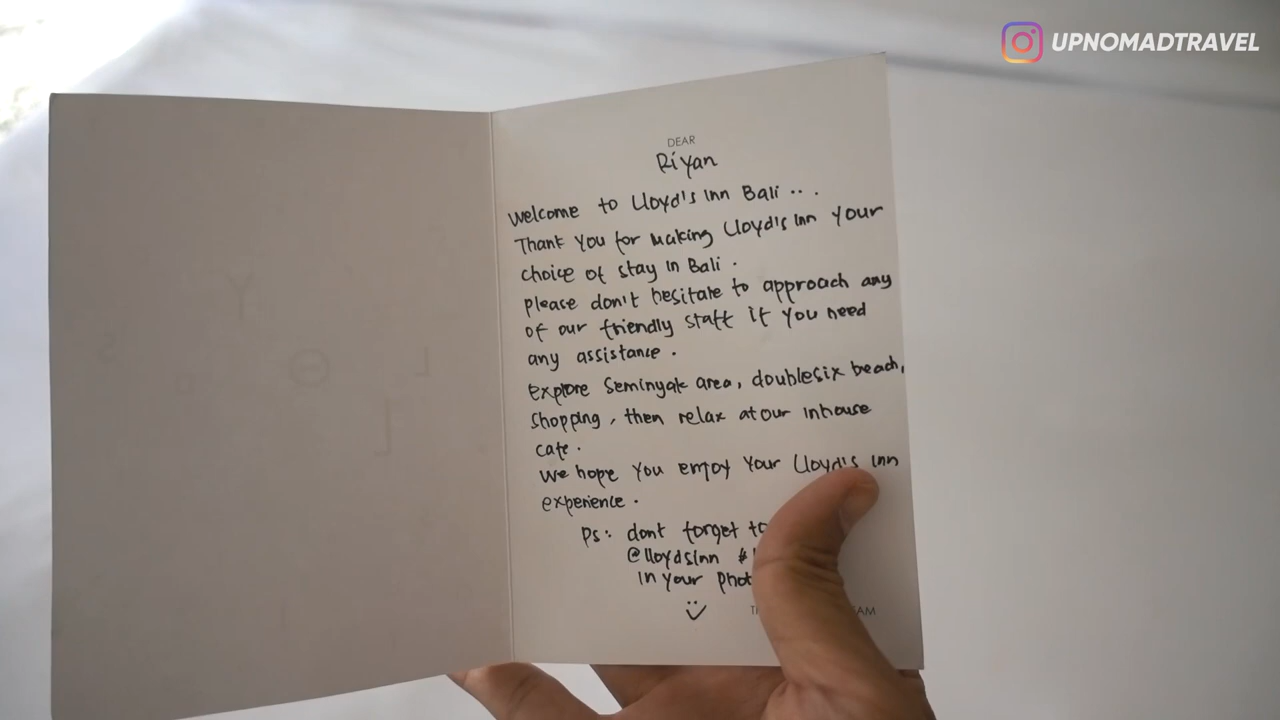 UPNOMADTRAVEL
DEAR
Riyan
Welcome to Lloyd's Inn Bali ...
Thank You for Making Lloyd's Inn Your
choice of stay in Bali.
please don't hesitate to approach any
of our friendly staff if You need
any assistance.
explore Seminyak area, doublesix beach,
shopping, then relax at our inhouse
cafe.
We hope You enjoy Your Lloyd's Inn
experience.
Ps: dont forget to
@lloydsinn #
in your